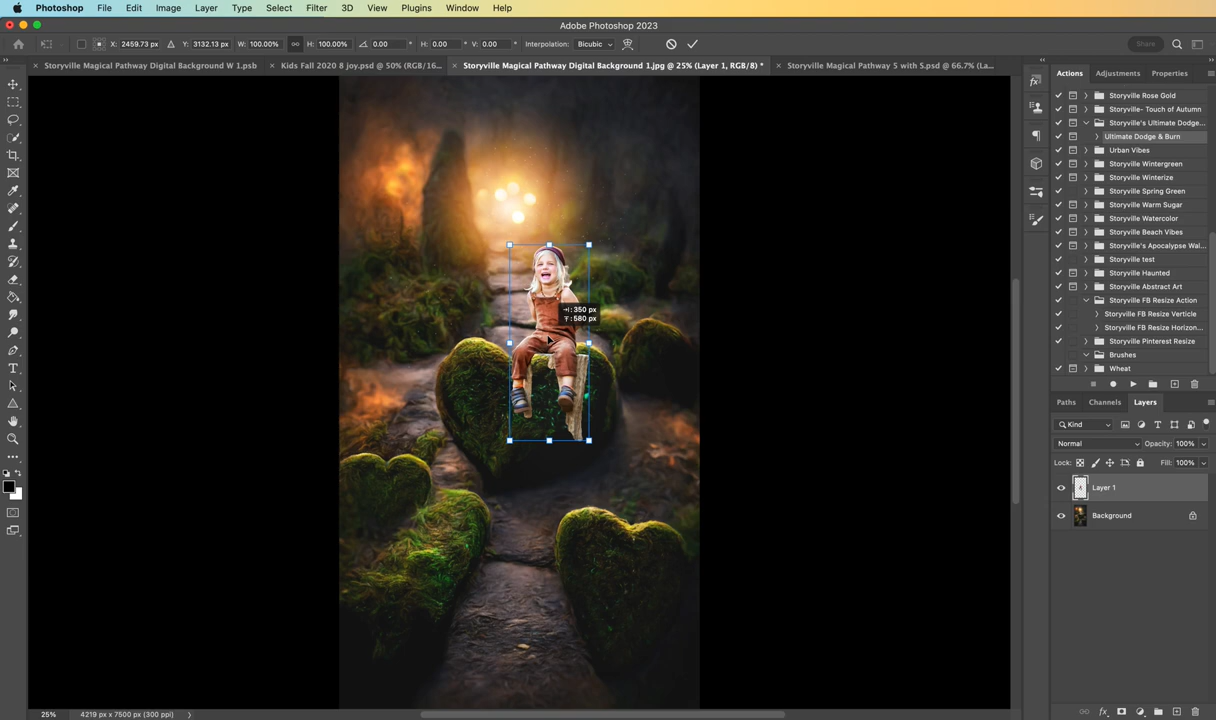 Photoshop File Edit Image Layer Type Select Filter 3D View Plugins Window Help
Adobe Photoshop 2023
X: 2459.73 px Y: 3132.13 px W: 100.00% H: 100.00% 0.00 ° H: 0.00 ° V: 0.00 ° Interpolation: Bicubic Share
Storyville Magical Pathway Digital Background W 1.psb
Kids Fall 2020 8 joy.psd @ 50% (RGB/16...
Storyville Magical Pathway Digital Background 1.jpg @ 25% (Layer 1, RGB/8) *
Storyville Magical Pathway 5 with S.psd @ 66.7% (La...
Actions Adjustments Properties
Storyville Rose Gold
Storyville- Touch of Autumn
Storyville's Ultimate Dodge...
Ultimate Dodge & Burn
Urban Vibes
Storyville Wintergreen
Storyville Winterize
Storyville Spring Green
Storyville Warm Sugar
Storyville Watercolor
Storyville Beach Vibes
Storyville's Apocalypse Wal...
Storyville test
Storyville Haunted
Storyville Abstract Art
Storyville FB Resize Action
Storyville FB Resize Verticle
Storyville FB Resize Horizon...
Storyville Pinterest Resize
Brushes
Wheat
: 350 px
: 580 px
Paths Channels Layers
Kind
Normal Opacity: 100%
Lock: Fill: 100%
Layer 1
Background
25% 4219 px x 7500 px (300 ppi)